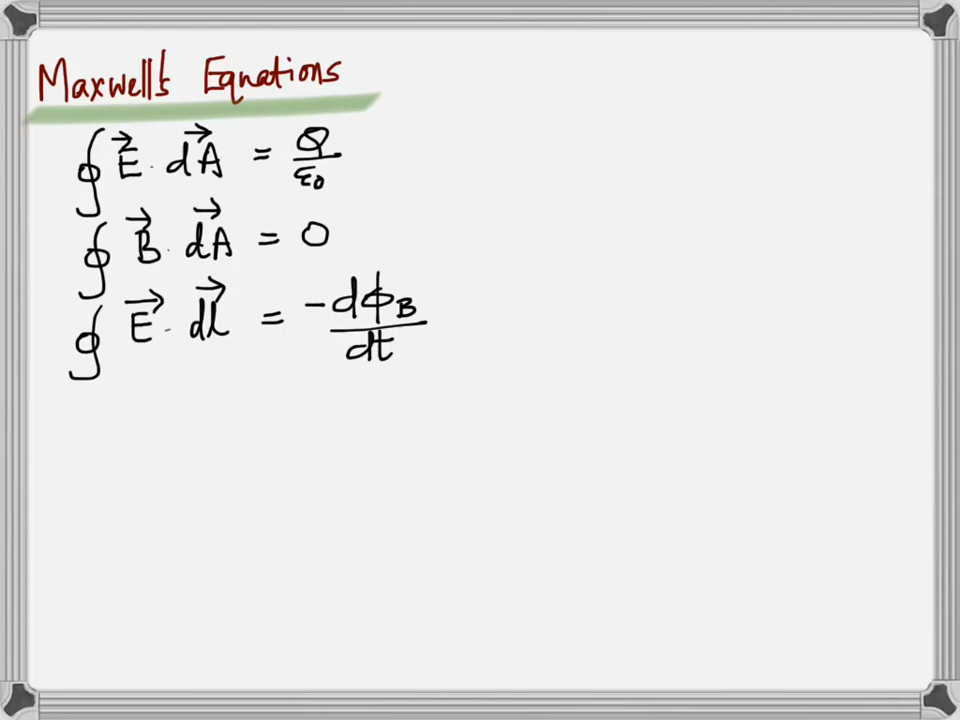 Maxwell's Equations
∮ E⃗ · dA⃗ = Q/ε₀
∮ B⃗ · dA⃗ = 0
∮ E⃗ · dl⃗ = -dϕ_B/dt